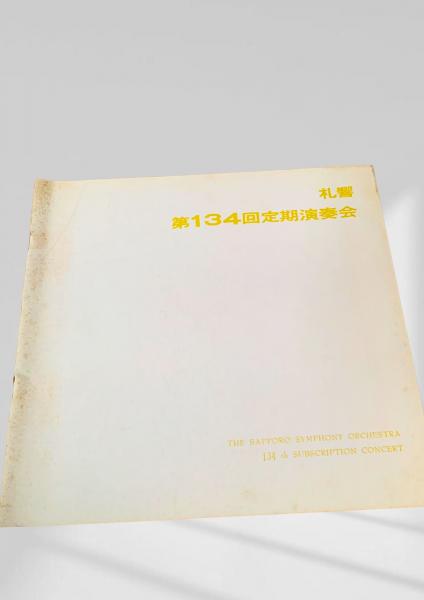 札響
第134回定期演奏会
THE SAPPORO SYMPHONY ORCHESTRA
134 th SUBSCRIPTION CONCERT